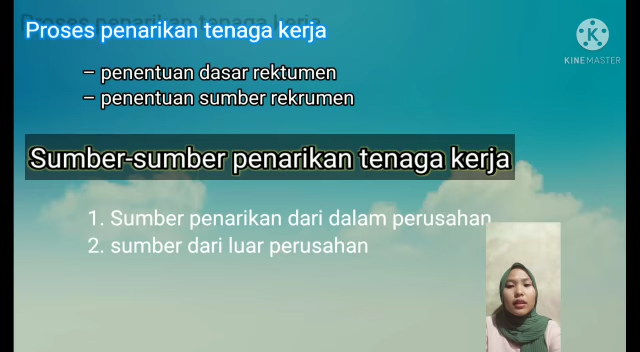 Proses penarikan tenaga kerja
– penentuan dasar rektumen
– penentuan sumber rekrumen
Sumber-sumber penarikan tenaga kerja
1. Sumber penarikan dari dalam perusahan
2. sumber dari luar perusahan
K
KINEMASTER